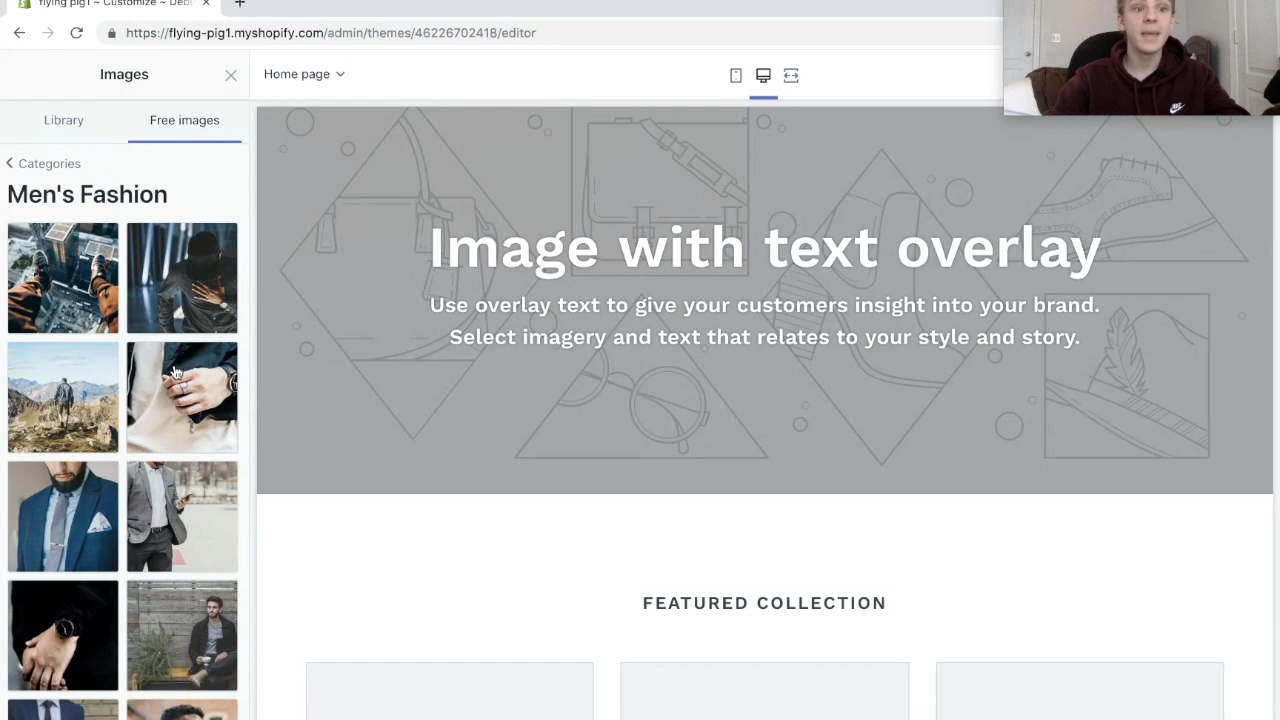 flying pig1 ~ Customize ~ Deb
https://flying-pig1.myshopify.com/admin/themes/46226702418/editor
Images
Home page
Library
Free images
Categories
Men's Fashion
Image with text overlay
Use overlay text to give your customers insight into your brand.
Select imagery and text that relates to your style and story.
FEATURED COLLECTION